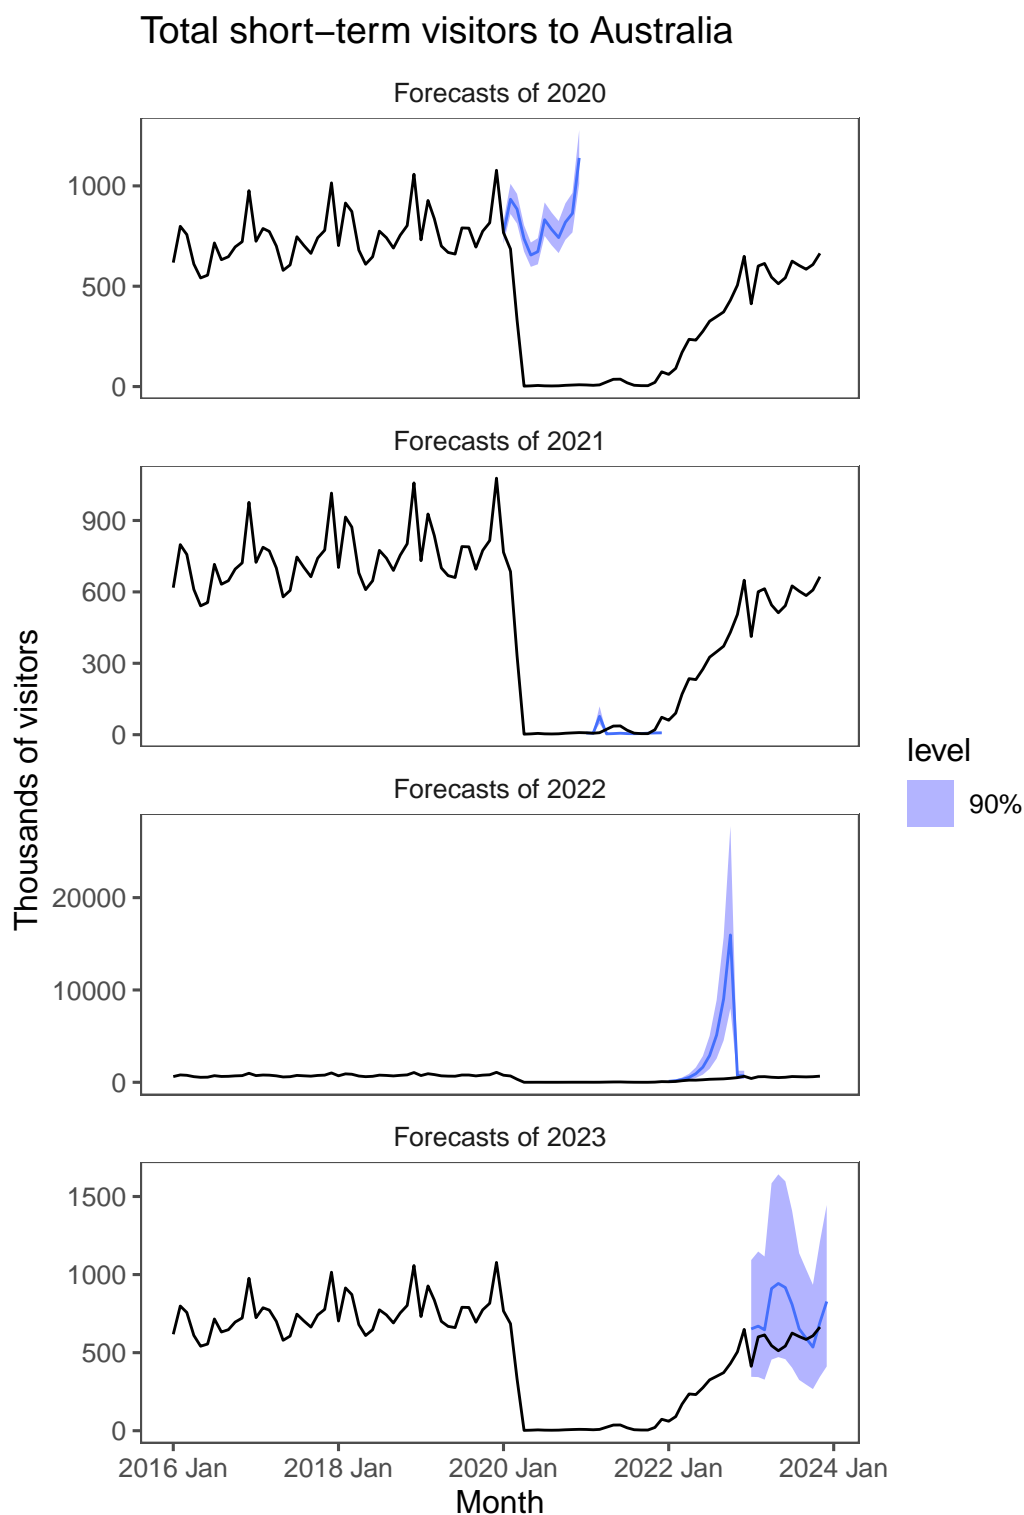 Total short−term visitors to Australia
Forecasts of 2020
1000
500
0
Forecasts of 2021
900
600
300
0
Forecasts of 2022
20000
10000
0
Forecasts of 2023
1500
1000
500
0
2016 Jan 2018 Jan 2020 Jan 2022 Jan 2024 Jan
Month
Thousands of visitors
level
90%